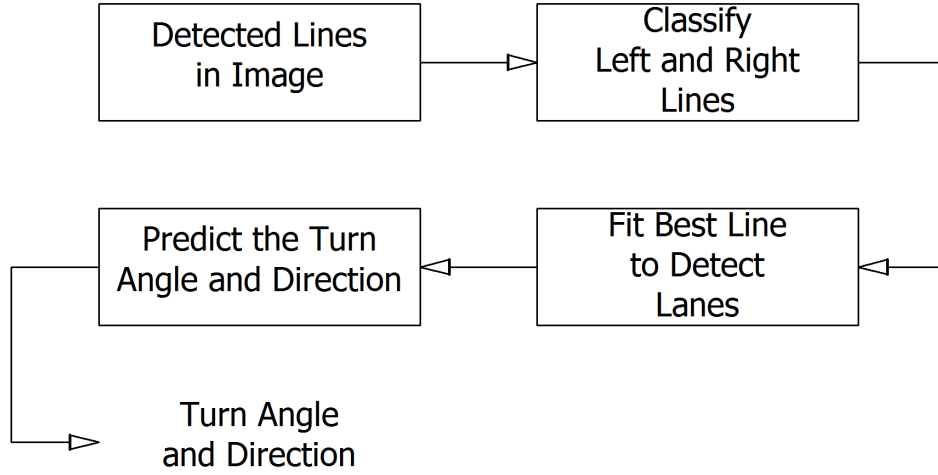 Detected Lines
in Image
Classify
Left and Right
Lines
Predict the Turn
Angle and Direction
Fit Best Line
to Detect
Lanes
Turn Angle
and Direction